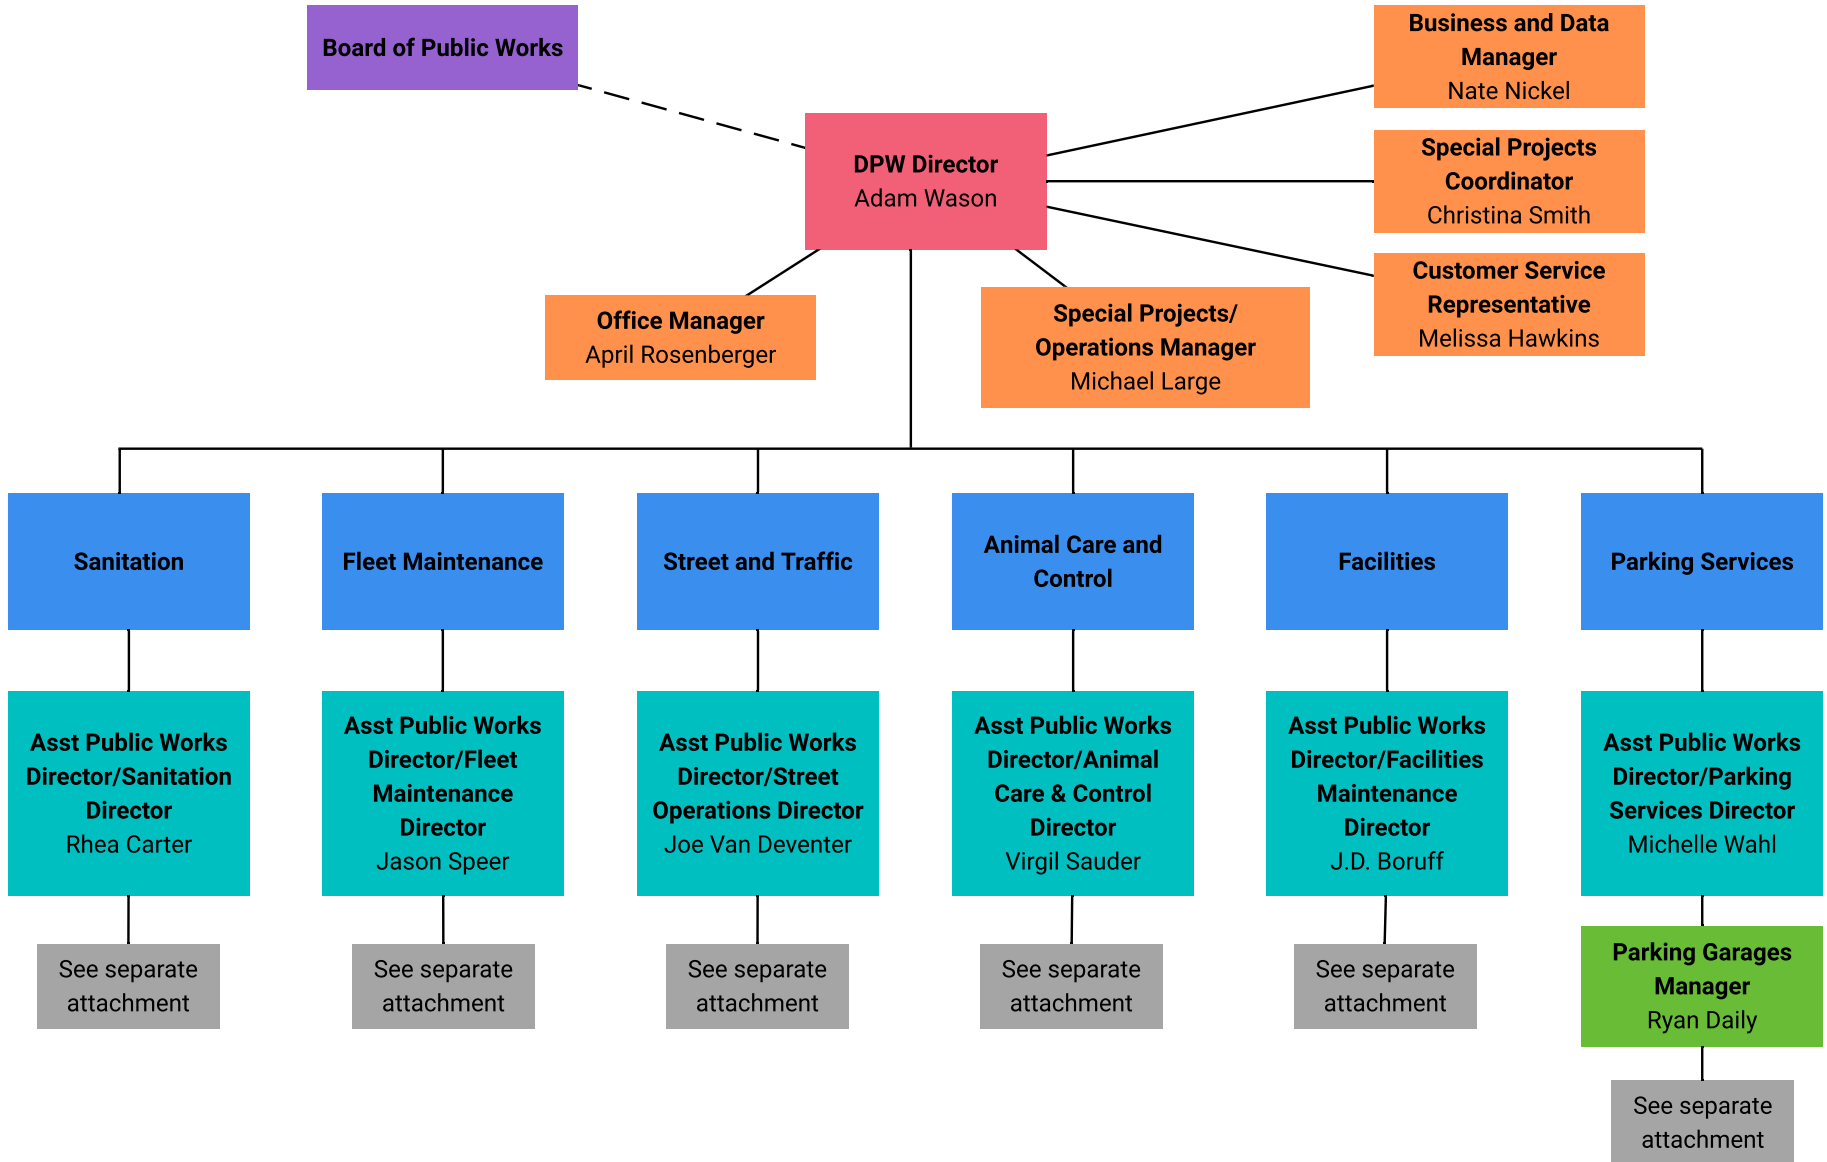 Board of Public Works
Business and Data
Manager
Nate Nickel
DPW Director
Adam Wason
Special Projects
Coordinator
Christina Smith
Customer Service
Representative
Melissa Hawkins
Office Manager
April Rosenberger
Special Projects/
Operations Manager
Michael Large
Sanitation
Fleet Maintenance
Street and Traffic
Animal Care and
Control
Facilities
Parking Services
Asst Public Works
Director/Sanitation
Director
Rhea Carter
Asst Public Works
Director/Fleet
Maintenance
Director
Jason Speer
Asst Public Works
Director/Street
Operations Director
Joe Van Deventer
Asst Public Works
Director/Animal
Care & Control
Director
Virgil Sauder
Asst Public Works
Director/Facilities
Maintenance
Director
J.D. Boruff
Asst Public Works
Director/Parking
Services Director
Michelle Wahl
See separate
attachment
See separate
attachment
See separate
attachment
See separate
attachment
See separate
attachment
Parking Garages
Manager
Ryan Daily
See separate
attachment